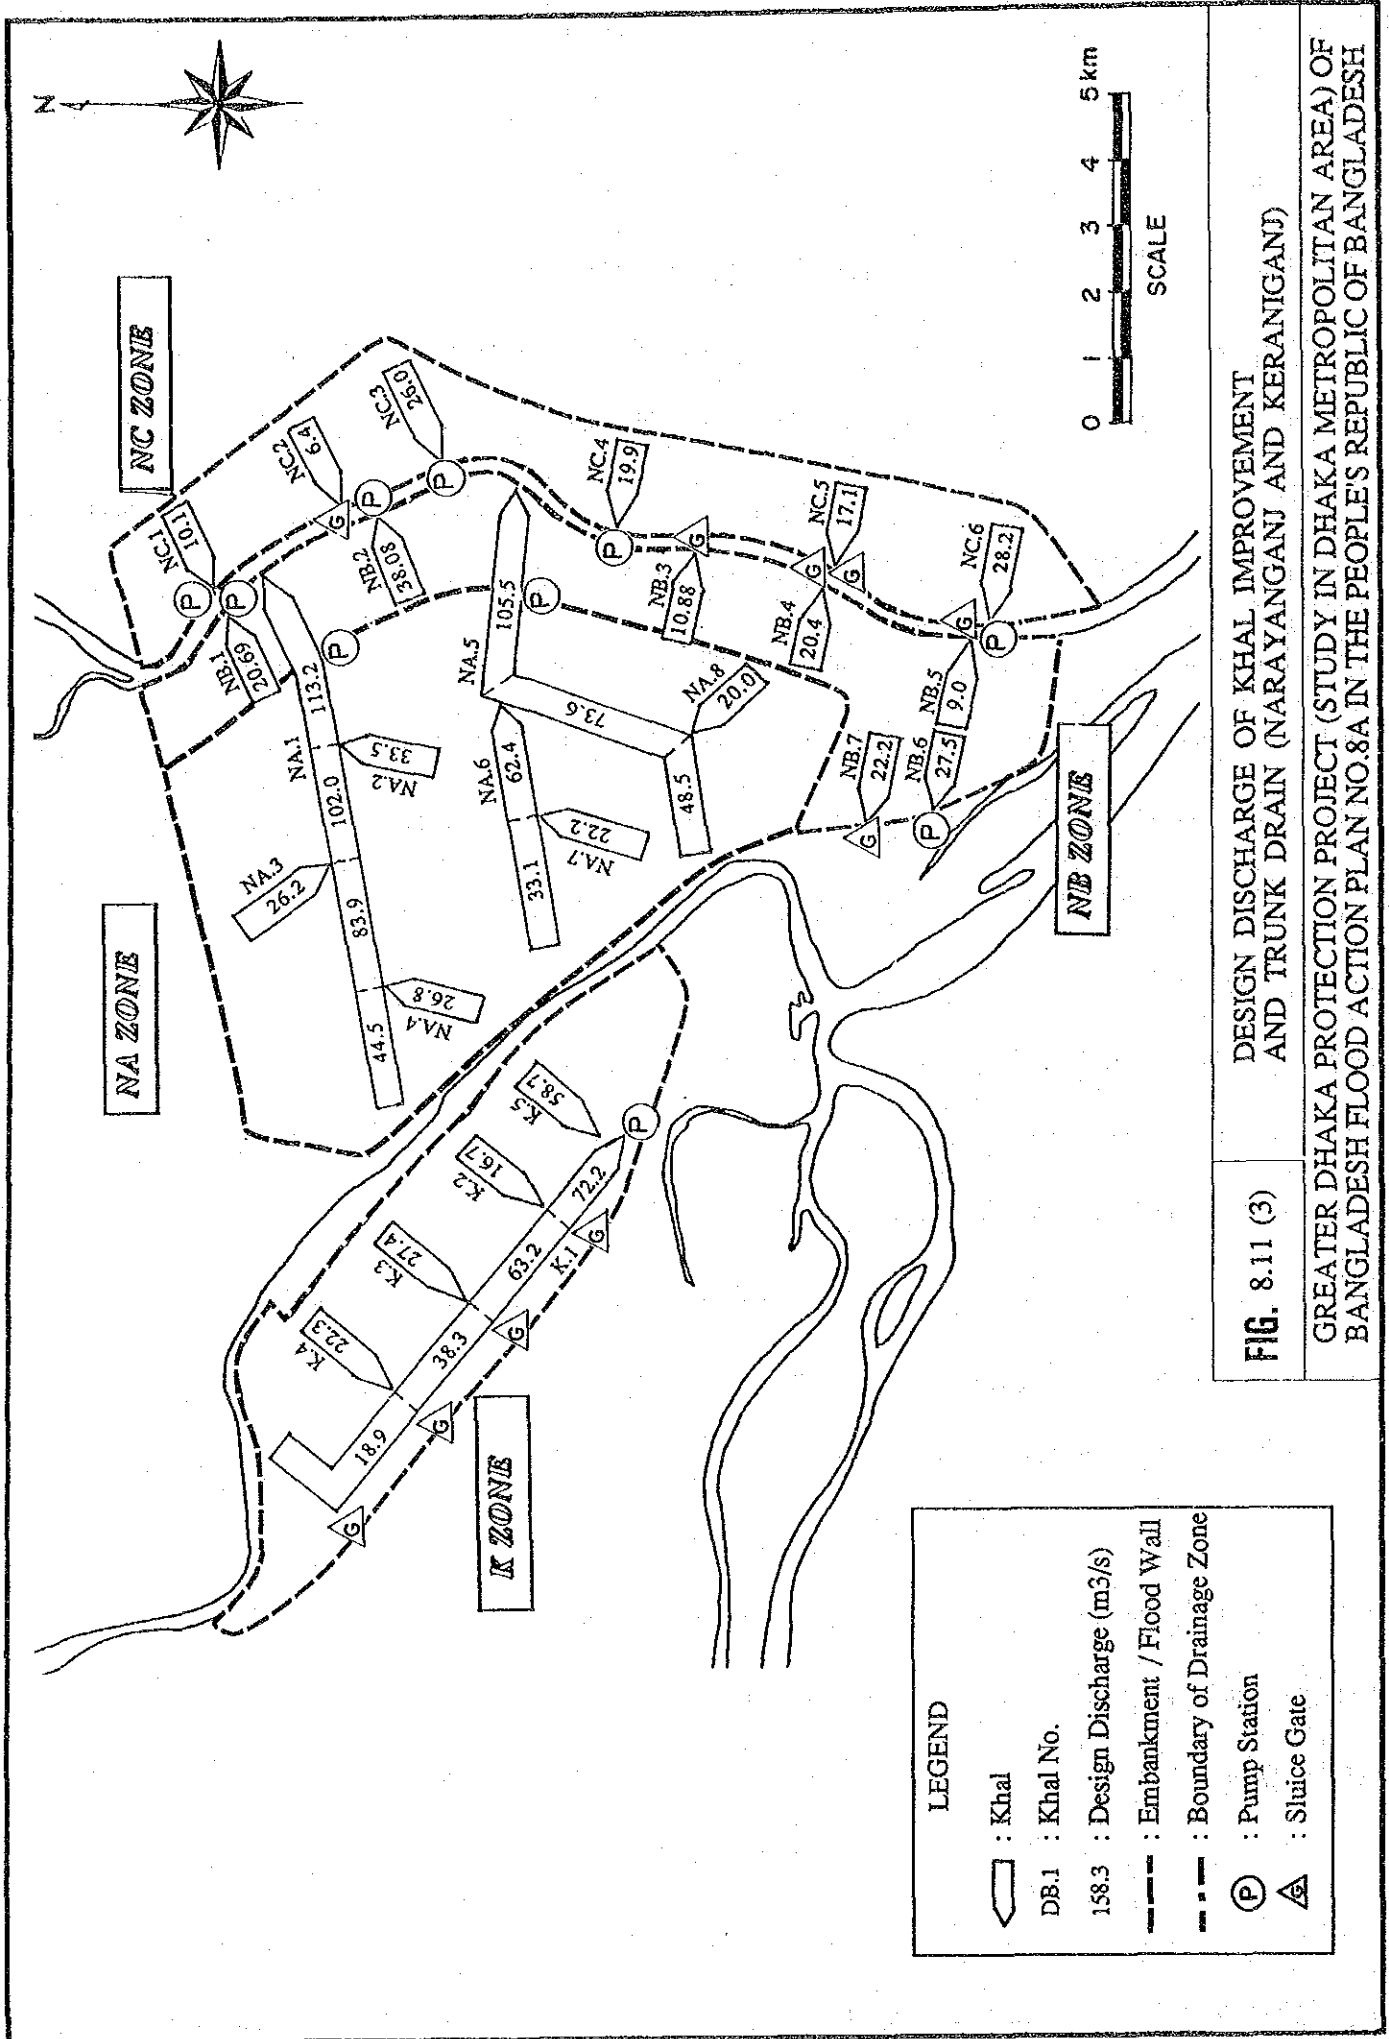 N
NC ZONE
NA ZONE
NC.1
10.1
NC.2
6.4
NC.3
26.0
NB.1
20.69
NB.2
38.08
NA.1
113.2
102.0
83.9
44.5
NA.2
33.5
NA.3
26.2
NA.4
26.8
NA.5
105.5
73.6
48.5
NA.6
62.4
33.1
NA.7
22.2
NA.8
20.0
NC.4
19.9
NB.3
10.88
NC.5
17.1
NB.4
20.4
NC.6
28.2
NB.5
9.0
NB.6
27.5
NB.7
22.2
NB ZONE
K.5
58.7
K.2
16.7
K.3
27.4
K.4
22.3
K.1
72.2
63.2
38.3
18.9
K ZONE
P
P
P
P
P
P
P
P
P
P
G
G
G
G
G
G
G
G
G
G
0 1 2 3 4 5 km
SCALE
LEGEND
: Khal
DB.1 : Khal No.
158.3 : Design Discharge (m3/s)
: Embankment / Flood Wall
: Boundary of Drainage Zone
P : Pump Station
G : Sluice Gate
FIG. 8.11 (3)
DESIGN DISCHARGE OF KHAL IMPROVEMENT
AND TRUNK DRAIN (NARAYANGANJ AND KERANIGANJ)
GREATER DHAKA PROTECTION PROJECT (STUDY IN DHAKA METROPOLITAN AREA) OF
BANGLADESH FLOOD ACTION PLAN NO.8A IN THE PEOPLE'S REPUBLIC OF BANGLADESH